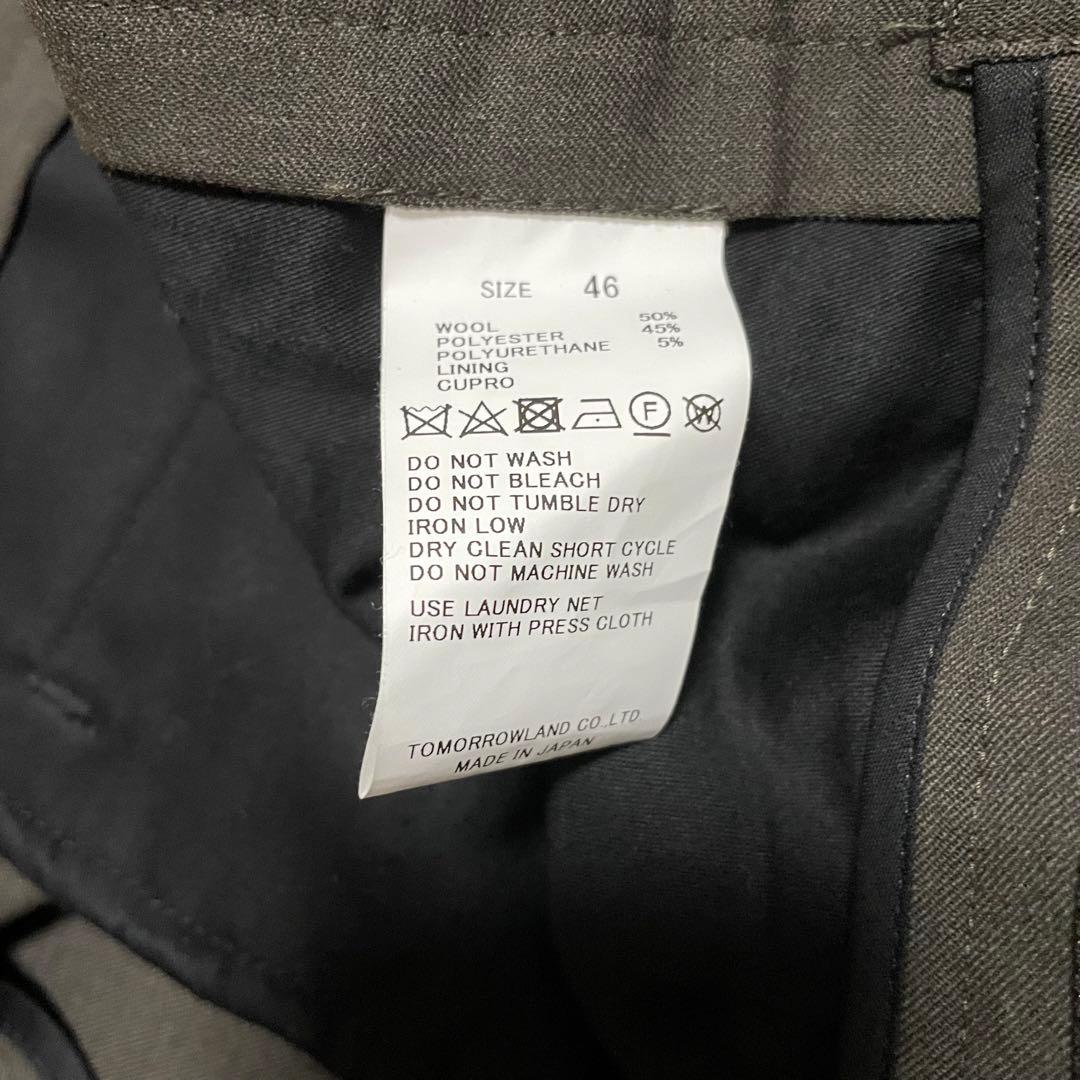 SIZE 46
WOOL 50%
POLYESTER 45%
POLYURETHANE 5%
LINING
CUPRO
F W
DO NOT WASH
DO NOT BLEACH
DO NOT TUMBLE DRY
IRON LOW
DRY CLEAN SHORT CYCLE
DO NOT MACHINE WASH
USE LAUNDRY NET
IRON WITH PRESS CLOTH
TOMORROWLAND CO.,LTD.
MADE IN JAPAN